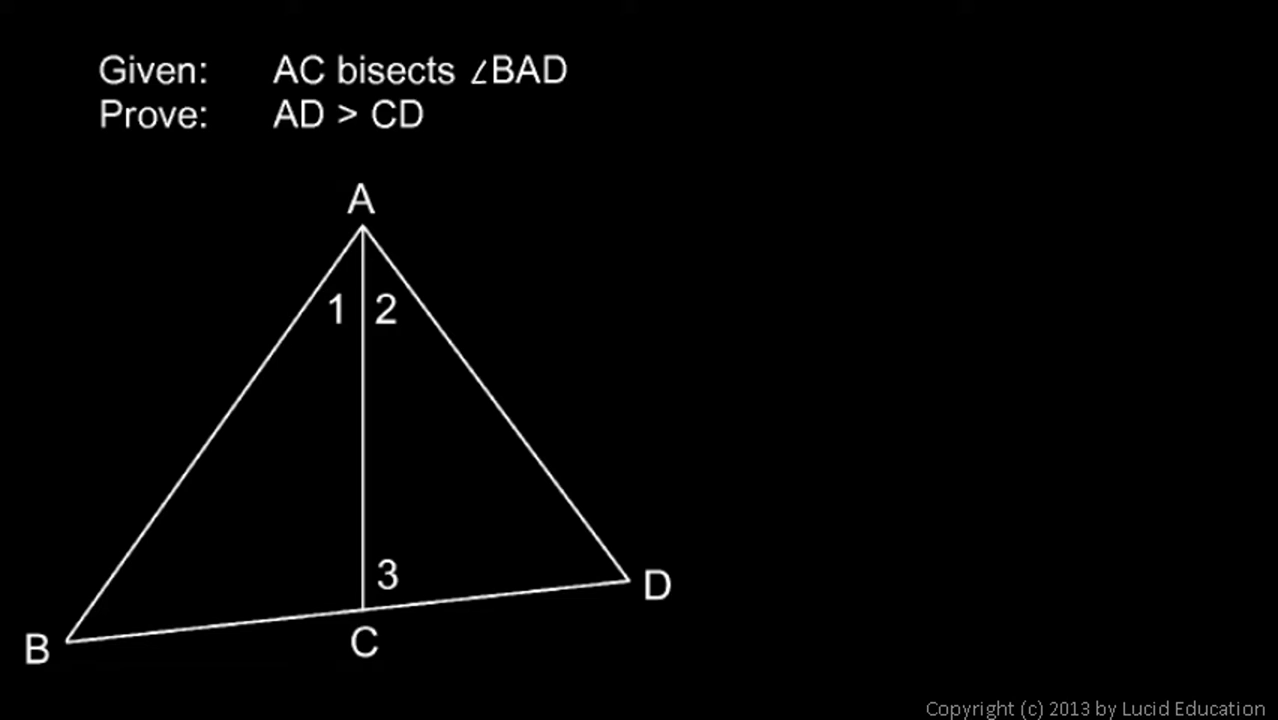 Given: AC bisects ∠BAD
Prove: AD > CD
A
1 2
3
D
C
B
Copyright (c) 2013 by Lucid Education